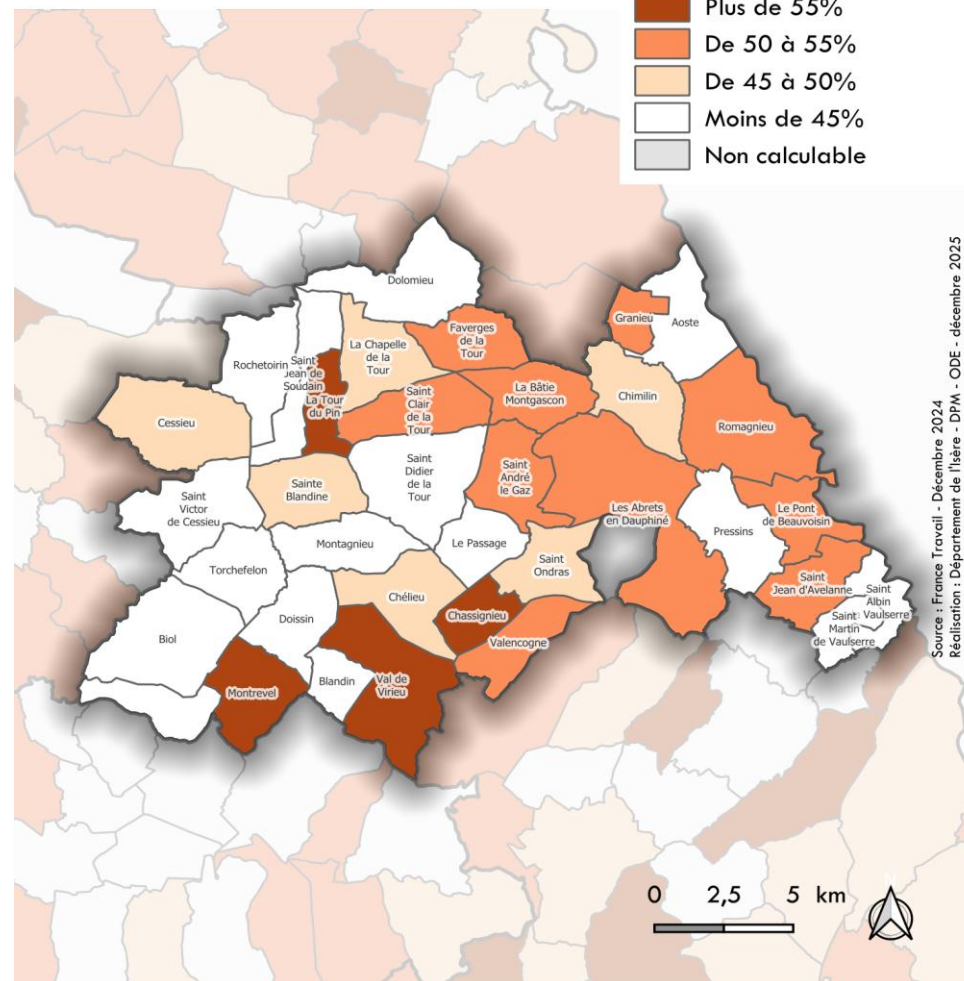 Plus de 55%
De 50 à 55%
De 45 à 50%
Moins de 45%
Non calculable
Dolomieu
Granieu
Aoste
Faverges
de la
Tour
La Chapelle
de la
Tour
Rochetoirin
Saint
Jean de
Soudain
La Tour
du Pin
La Bâtie
Montgascon
Chimilin
Saint
Clair
de la
Tour
Cessieu
Romagnieu
Saint
Didier
de la
Tour
Saint
André
le Gaz
Sainte
Blandine
Saint
Victor
de Cessieu
Les Abrets
en Dauphiné
Le Pont
de Beauvoisin
Pressins
Montagnieu
Le Passage
Saint
Ondras
Torchefelon
Saint
Jean d'Avelanne
Saint
Albin
Vaulserre
Chélieu
Chassignieu
Doissin
Saint
Martin
de Vaulserre
Biol
Valencogne
Montrevel
Blandin
Val de
Virieu
0 2,5 5 km
Source : France Travail - Décembre 2024
Réalisation : Département de l'Isère - DPM - ODE - décembre 2025